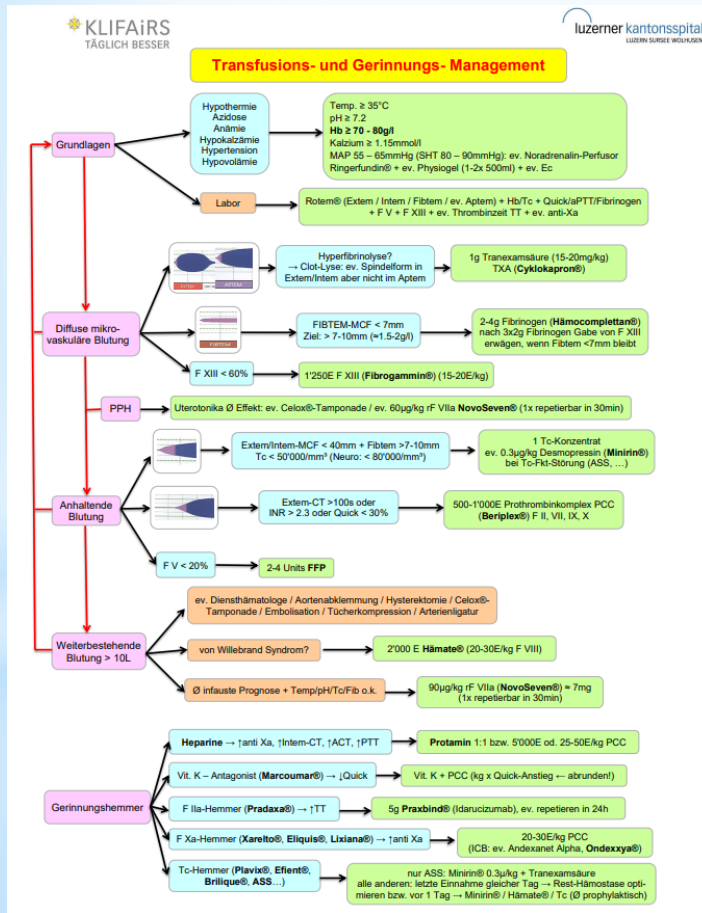 KLIFAiRS
TÄGLICH BESSER
luzerner kantonsspital
LUZERN SURSEE WOLHUSEN
Transfusions- und Gerinnungs- Management
Grundlagen
Hypothermie
Azidose
Anämie
Hypokalzämie
Hypertension
Hypovolämie
Temp. ≥ 35°C
pH ≥ 7.2
Hb ≥ 70 - 80g/l
Kalzium ≥ 1.15mmol/l
MAP 55 – 65mmHg (SHT 80 – 90mmHg): ev. Noradrenalin-Perfusor
Ringerfundin® + ev. Physiogel (1-2x 500ml) + ev. Ec
Labor
Rotem® (Extem / Intem / Fibtem / ev. Aptem) + Hb/Tc + Quick/aPTT/Fibrinogen
+ F V + F XIII + ev. Thrombinzeit TT + ev. anti-Xa
Diffuse mikro-
vaskuläre Blutung
APTEM
Hyperfibrinolyse?
→ Clot-Lyse: ev. Spindelform in
Extem/Intem aber nicht im Aptem
1g Tranexamsäure (15-20mg/kg)
TXA (Cyklokapron®)
FIBTEM
FIBTEM-MCF < 7mm
Ziel: > 7-10mm (≈1.5-2g/l)
2-4g Fibrinogen (Hämocomplettan®)
nach 3x2g Fibrinogen Gabe von F XIII
erwägen, wenn Fibtem <7mm bleibt
F XIII < 60%
1'250E F XIII (Fibrogammin®) (15-20E/kg)
PPH
Uterotonika Ø Effekt: ev. Celox®-Tamponade / ev. 60µg/kg rF VIIa NovoSeven® (1x repetierbar in 30min)
Anhaltende
Blutung
Extem/Intem-MCF < 40mm + Fibtem >7-10mm
Tc < 50'000/mm³ (Neuro: < 80'000/mm³)
1 Tc-Konzentrat
ev. 0.3µg/kg Desmopressin (Minirin®)
bei Tc-Fkt-Störung (ASS, …)
Extem-CT >100s oder
INR > 2.3 oder Quick < 30%
500-1'000E Prothrombinkomplex PCC
(Beriplex®) F II, VII, IX, X
F V < 20%
2-4 Units FFP
Weiterbestehende
Blutung > 10L
ev. Diensthämatologe / Aortenabklemmung / Hysterektomie / Celox®-
Tamponade / Embolisation / Tücherkompression / Arterienligatur
von Willebrand Syndrom?
2'000 E Hämate® (20-30E/kg F VIII)
Ø infauste Prognose + Temp/pH/Tc/Fib o.k.
90µg/kg rF VIIa (NovoSeven®) ≈ 7mg
(1x repetierbar in 30min)
Gerinnungshemmer
Heparine → ↑anti Xa, ↑Intem-CT, ↑ACT, ↑PTT
Protamin 1:1 bzw. 5'000E od. 25-50E/kg PCC
Vit. K – Antagonist (Marcoumar®) → ↓Quick
Vit. K + PCC (kg x Quick-Anstieg ← abrunden!)
F IIa-Hemmer (Pradaxa®) → ↑TT
5g Praxbind® (Idarucizumab), ev. repetieren in 24h
F Xa-Hemmer (Xarelto®, Eliquis®, Lixiana®) → ↑anti Xa
20-30E/kg PCC
(ICB: ev. Andexanet Alpha, Ondexxya®)
Tc-Hemmer (Plavix®, Efient®,
Brilique®, ASS…)
nur ASS: Minirin® 0.3µ/kg + Tranexamsäure
alle anderen: letzte Einnahme gleicher Tag → Rest-Hämostase opti-
mieren bzw. vor 1 Tag → Minirin® / Hämate® / Tc (Ø prophylaktisch)